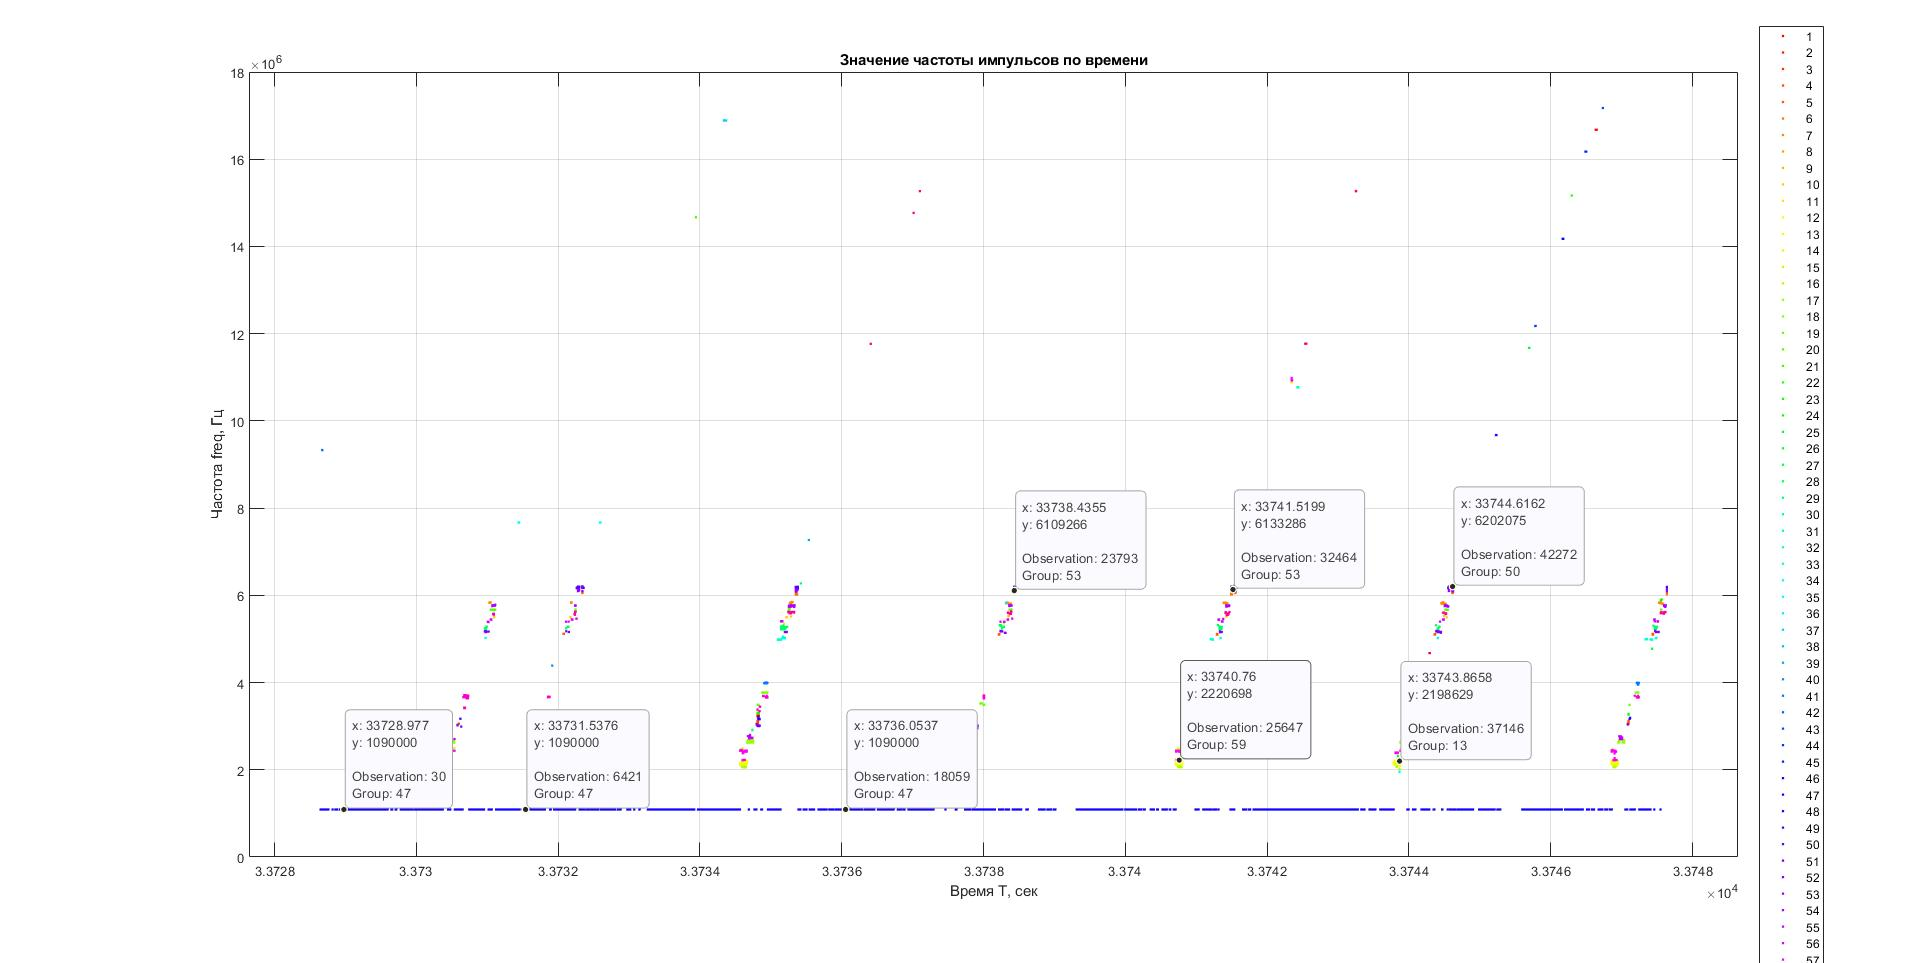 Значение частоты импульсов по времени
×10^6
18
16
14
12
10
8
6
4
2
0
Частота freq, Гц
x: 33738.4355
y: 6109266
Observation: 23793
Group: 53
x: 33741.5199
y: 6133286
Observation: 32464
Group: 53
x: 33744.6162
y: 6202075
Observation: 42272
Group: 50
x: 33728.977
y: 1090000
Observation: 30
Group: 47
x: 33731.5376
y: 1090000
Observation: 6421
Group: 47
x: 33736.0537
y: 1090000
Observation: 18059
Group: 47
x: 33740.76
y: 2220698
Observation: 25647
Group: 59
x: 33743.8658
y: 2198629
Observation: 37146
Group: 13
3.3728 3.373 3.3732 3.3734 3.3736 3.3738 3.374 3.3742 3.3744 3.3746 3.3748
×10^4
Время T, сек
1
2
3
4
5
6
7
8
9
10
11
12
13
14
15
16
17
18
19
20
21
22
23
24
25
26
27
28
29
30
31
32
33
34
35
36
37
38
39
40
41
42
43
44
45
46
47
48
49
50
51
52
53
54
55
56
57